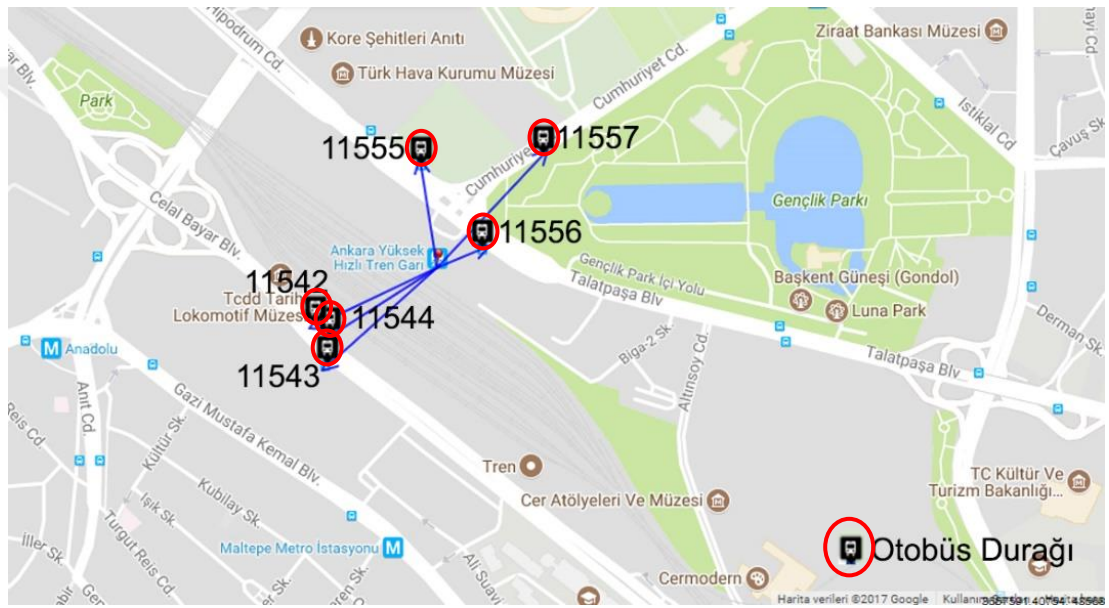 Hipodrum Cd.
Kore Şehitleri Anıtı
Türk Hava Kurumu Müzesi
Cumhuriyet Cd.
Ziraat Bankası Müzesi
İstiklal Cd
Çavuş Sk.
Park
11555
11557
Cumhuriyet
11556
Celal Bayar Blv.
Ankara Yüksek
Hızlı Tren Garı
Gençlik Parkı
Gençlik Park İçi Yolu
Talatpaşa Blv
Başkent Güneşi (Gondol)
Luna Park
11542
Tcdd Tarihi
Lokomotif Müzes
11544
11543
Anadolu
Anıt Cd.
Reis Cd.
Gazi Mustafa Kemal Blv.
Kültür Sk.
Biga-2 Sk.
Altınsoy Cd.
Talatpaşa Blv
Derman Sk.
Tren
Cer Atölyeleri Ve Müzesi
TC Kültür Ve
Turizm Bakanlığı...
Kubilay Sk.
Işık Sk.
Turgut Reis Cd.
İller Sk.
Maltepe Metro İstasyonu
Ali Suavi
Cermodern
Otobüs Durağı
Harita verileri ©2017 Google